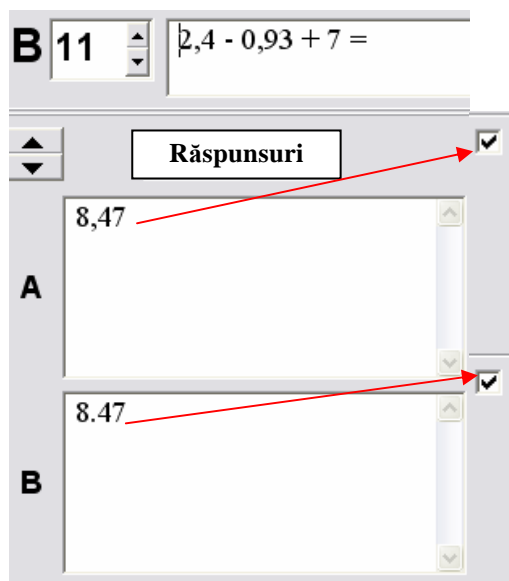 B 11 2,4 - 0,93 + 7 =
Răspunsuri
8,47
A
8.47
B